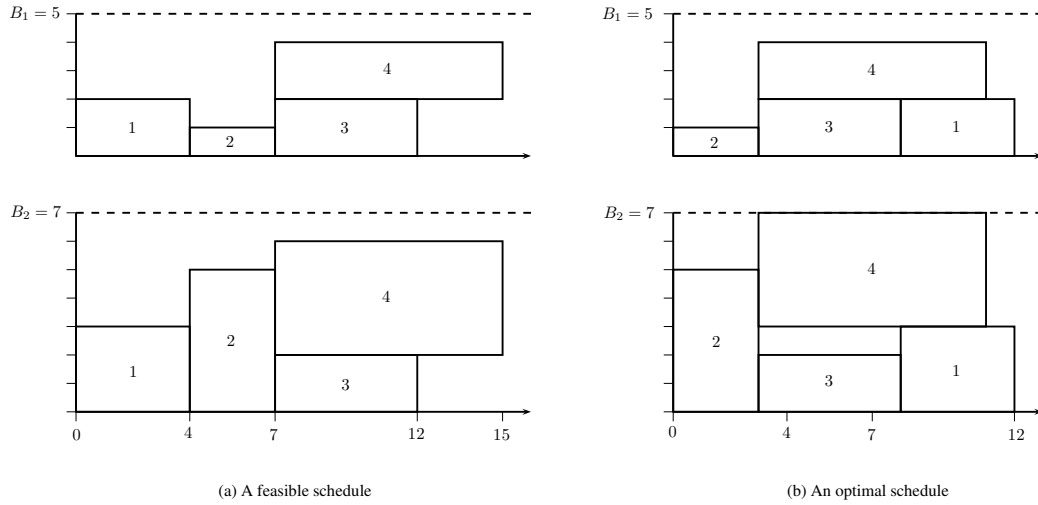 B₁ = 5
4
1
2
3
B₂ = 7
4
2
1
3
0 4 7 12 15
(a) A feasible schedule
B₁ = 5
4
3
1
2
B₂ = 7
4
2
1
3
0 4 7 12
(b) An optimal schedule